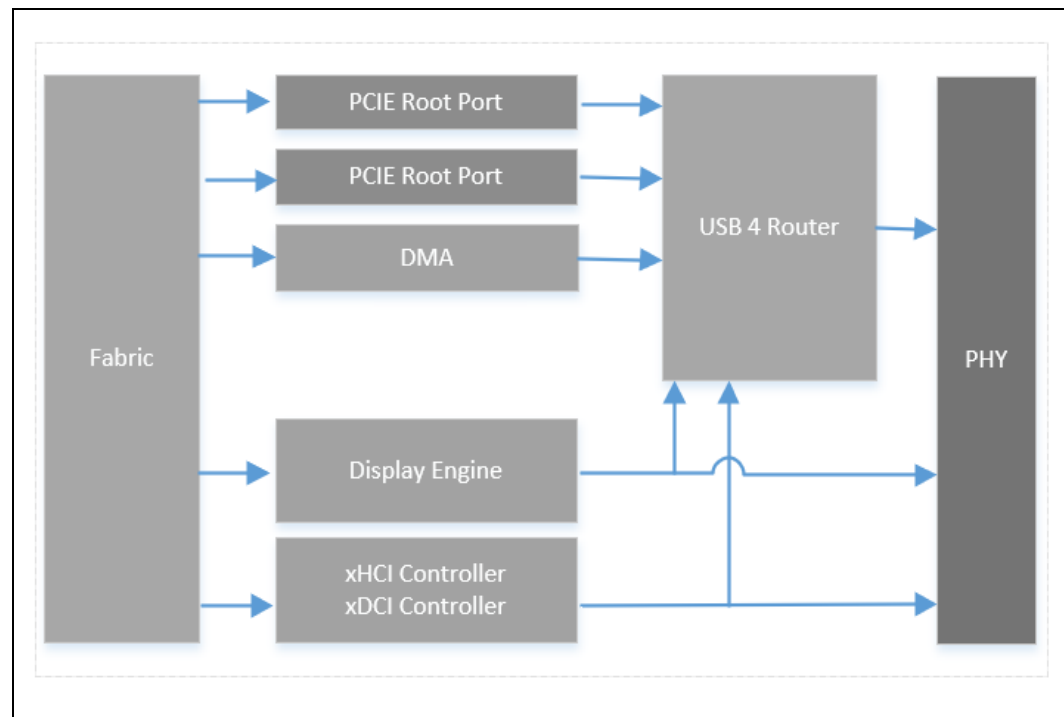 PCIE Root Port
PCIE Root Port
USB 4 Router
DMA
Fabric
PHY
Display Engine
xHCI Controller
xDCI Controller